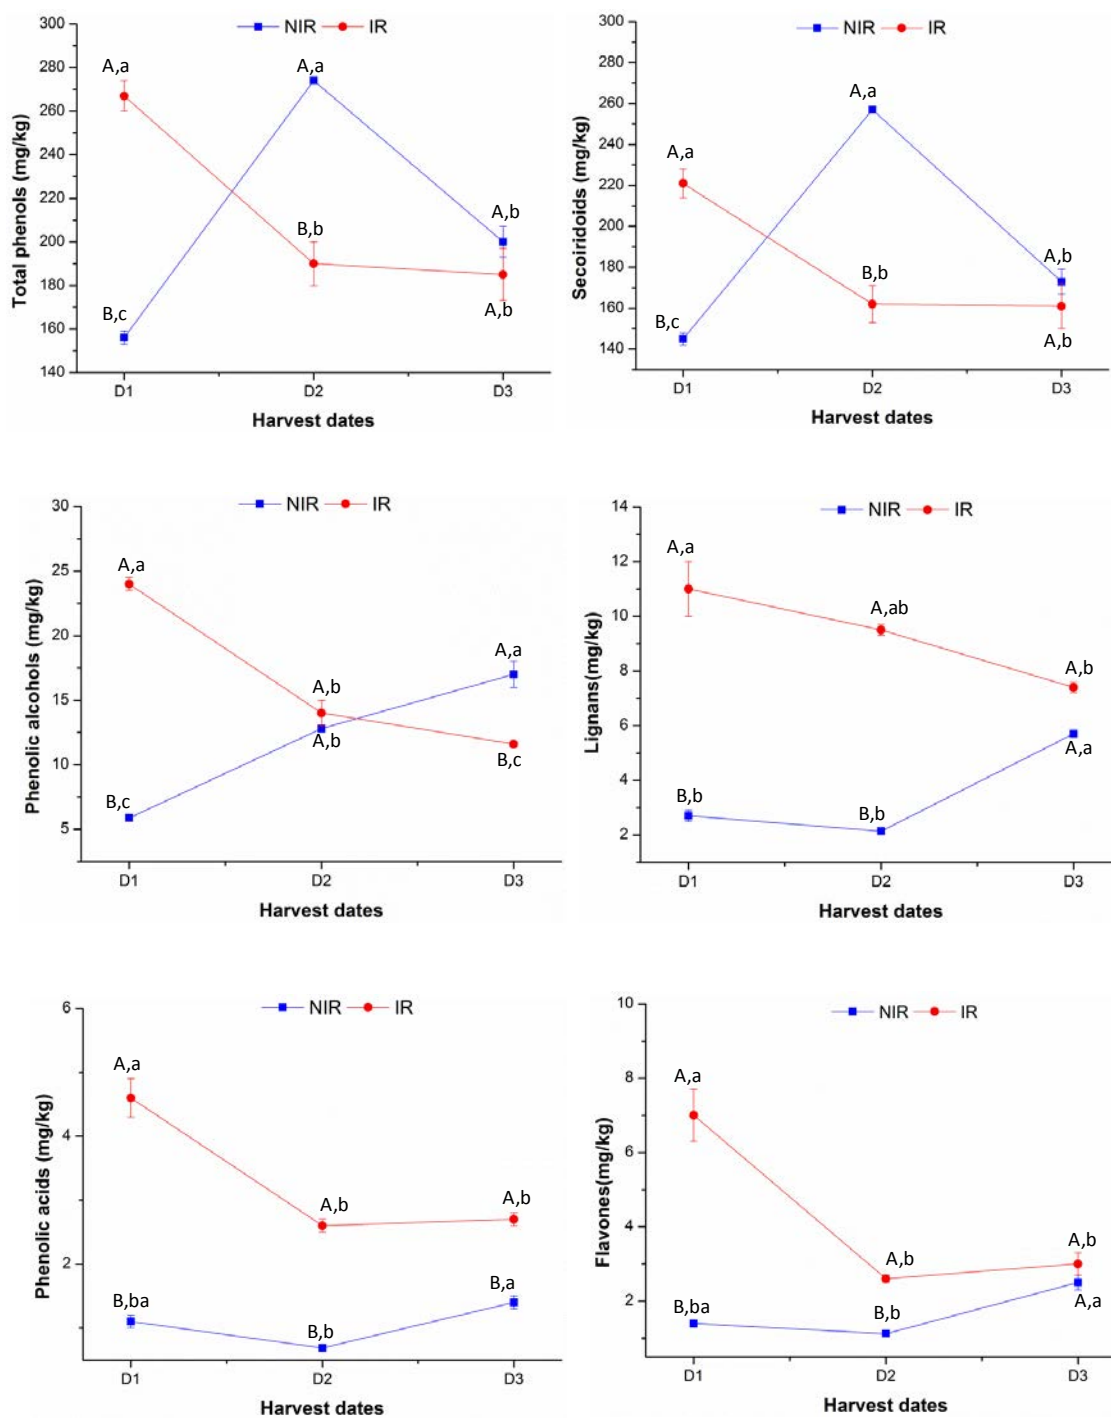 NIR IR
300
280
260
240
220
200
180
160
140
Total phenols (mg/kg)
A,a
A,a
B,b
A,b
A,b
B,c
D1 D2 D3
Harvest dates
NIR IR
300
280
260
240
220
200
180
160
140
Secoiridoids (mg/kg)
A,a
A,a
B,b
A,b
A,b
B,c
D1 D2 D3
Harvest dates
NIR IR
30
25
20
15
10
5
Phenolic alcohols (mg/kg)
A,a
A,a
A,b
A,b
B,c
B,c
D1 D2 D3
Harvest dates
NIR IR
14
12
10
8
6
4
2
Lignans(mg/kg)
A,a
A,ab
A,b
A,a
B,b
B,b
D1 D2 D3
Harvest dates
NIR IR
6
4
2
Phenolic acids (mg/kg)
A,a
A,b
A,b
B,ba
B,b
B,a
D1 D2 D3
Harvest dates
NIR IR
10
8
6
4
2
Flavones(mg/kg)
A,a
A,b
A,b
B,ba
B,b
A,a
D1 D2 D3
Harvest dates